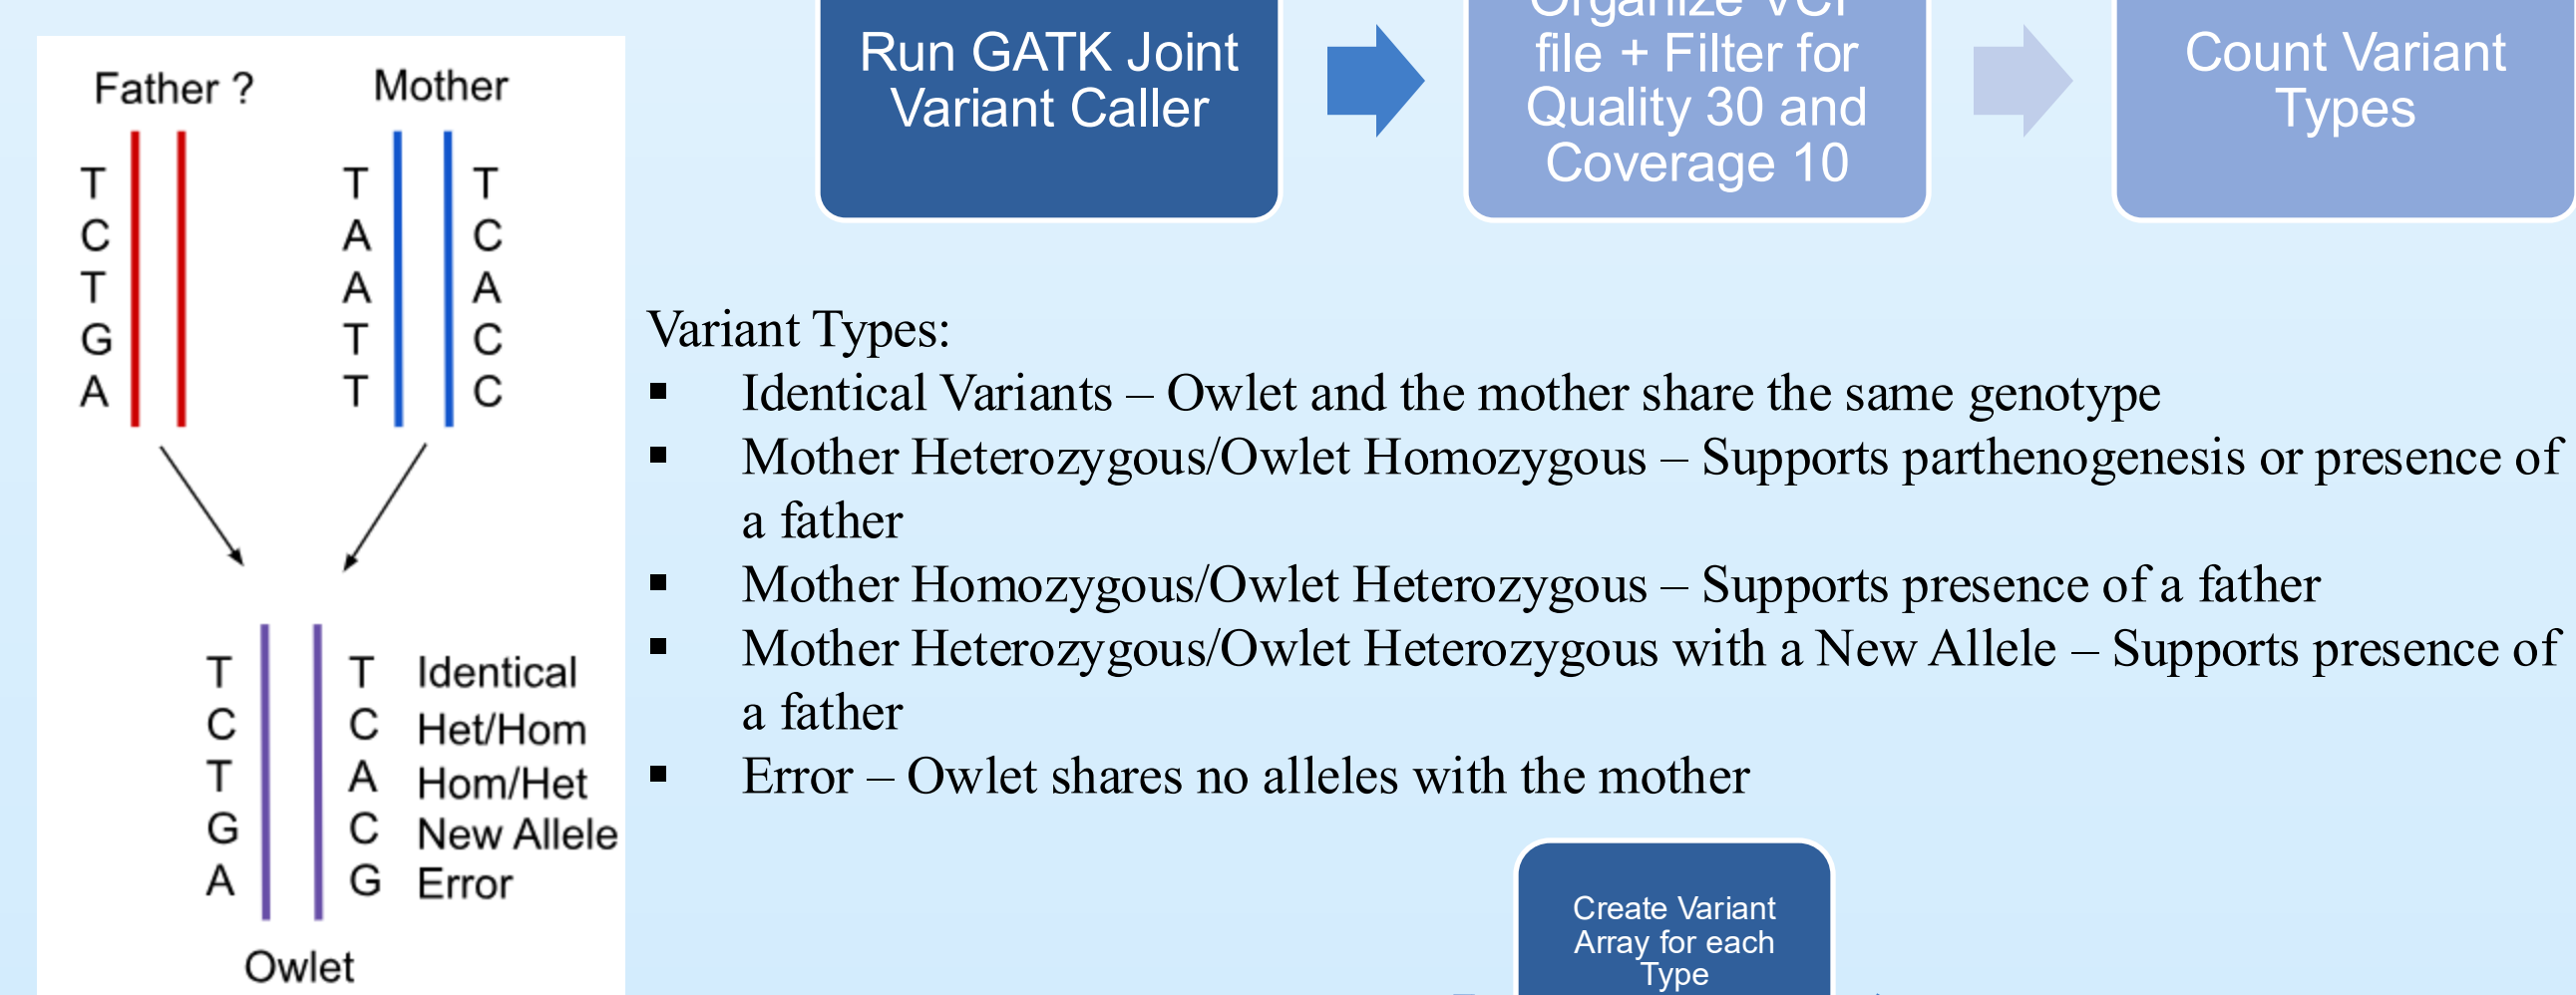 Run GATK Joint
Variant Caller
Organize VCF
file + Filter for
Quality 30 and
Coverage 10
Count Variant
Types
Father ?
Mother
T T T
C A C
T A A
G T C
A T C
T T Identical
C C Het/Hom
T A Hom/Het
G C New Allele
A G Error
Owlet
Variant Types:
▪ Identical Variants – Owlet and the mother share the same genotype
▪ Mother Heterozygous/Owlet Homozygous – Supports parthenogenesis or presence of
a father
▪ Mother Homozygous/Owlet Heterozygous – Supports presence of a father
▪ Mother Heterozygous/Owlet Heterozygous with a New Allele – Supports presence of
a father
▪ Error – Owlet shares no alleles with the mother
Create Variant
Array for each
Type